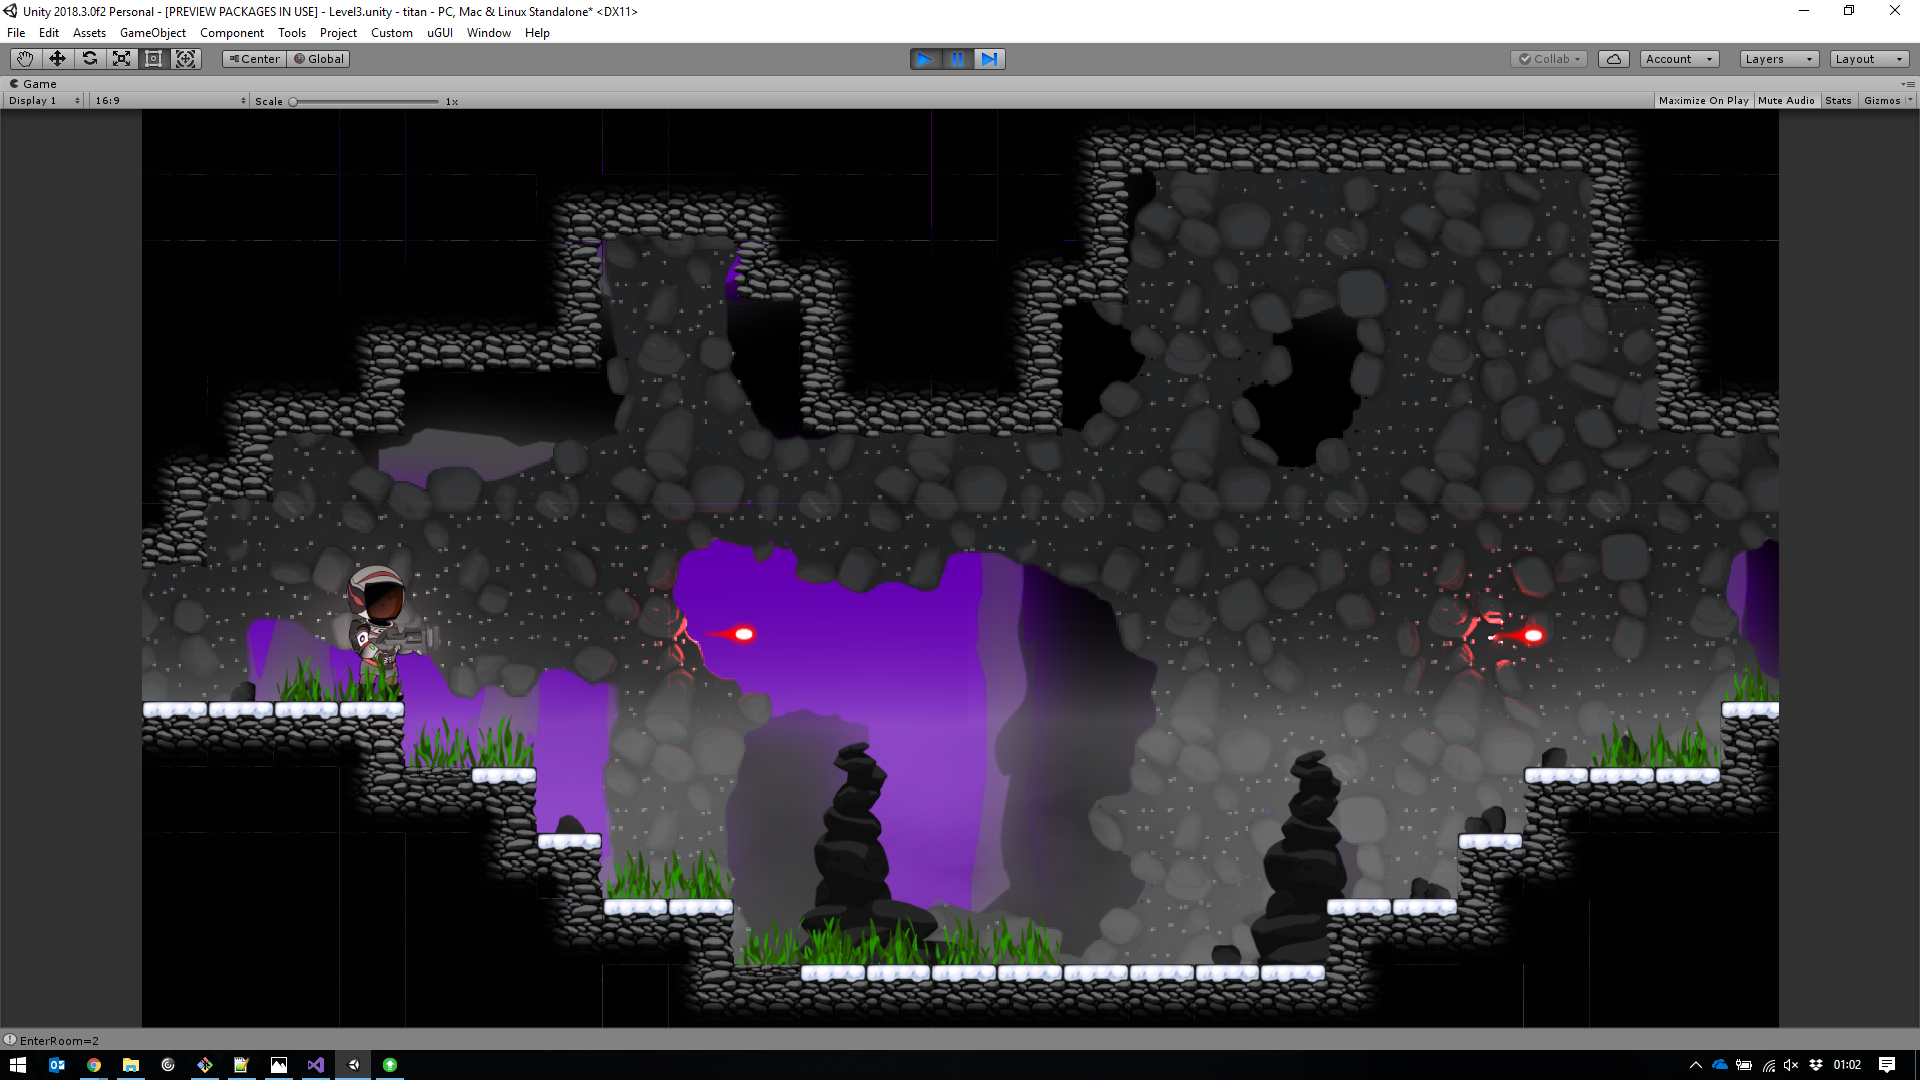 Unity 2018.3.0f2 Personal - [PREVIEW PACKAGES IN USE] - Level3.unity - titan - PC, Mac & Linux Standalone* <DX11>
File Edit Assets GameObject Component Tools Project Custom uGUI Window Help
Center Global Collab Account Layers Layout
Game
Display 1 16:9 Scale 1x Maximize On Play Mute Audio Stats Gizmos
EnterRoom=2
01:02